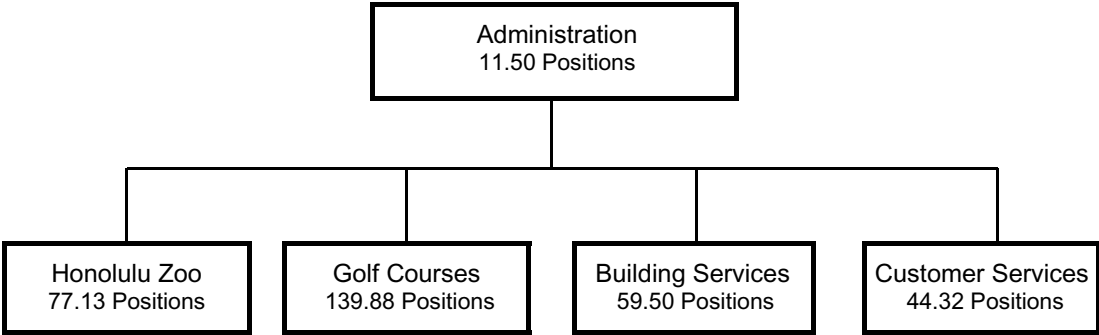 Administration
11.50 Positions
Honolulu Zoo
77.13 Positions
Golf Courses
139.88 Positions
Building Services
59.50 Positions
Customer Services
44.32 Positions